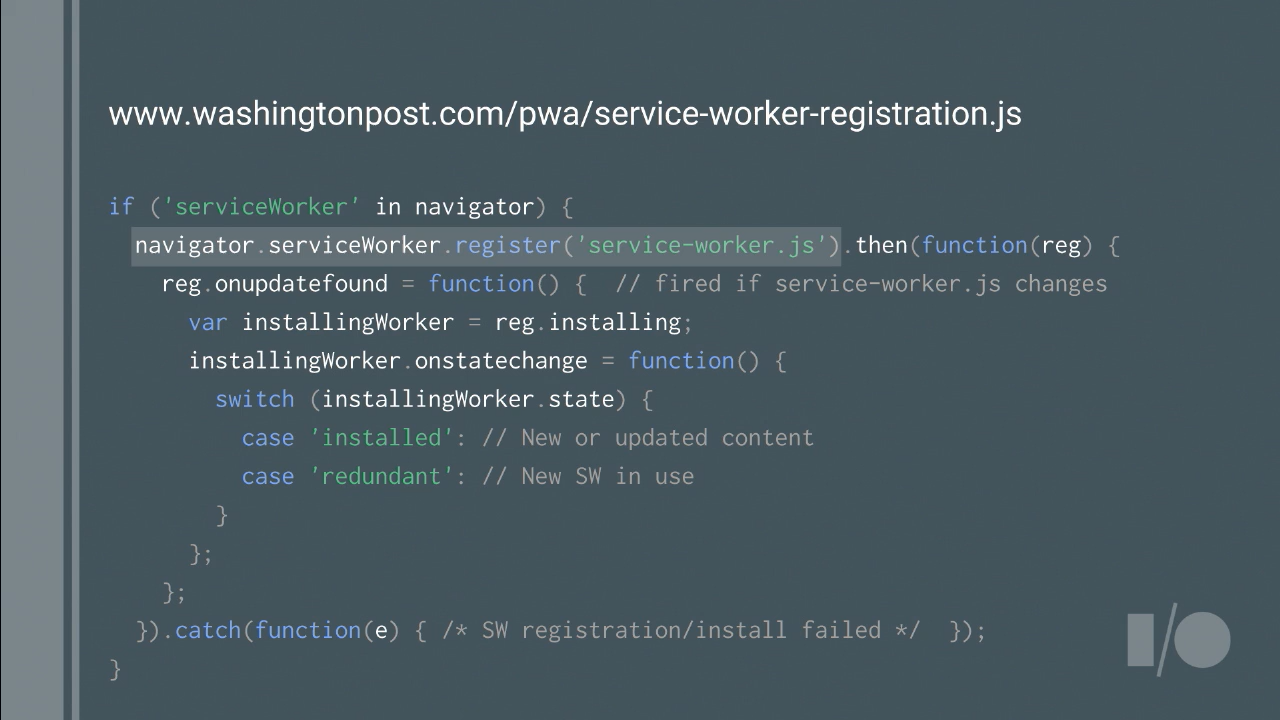 www.washingtonpost.com/pwa/service-worker-registration.js
if ('serviceWorker' in navigator) {
  navigator.serviceWorker.register('service-worker.js').then(function(reg) {
    reg.onupdatefound = function() {  // fired if service-worker.js changes
      var installingWorker = reg.installing;
      installingWorker.onstatechange = function() {
        switch (installingWorker.state) {
          case 'installed': // New or updated content
          case 'redundant': // New SW in use
        }
      };
    };
  }).catch(function(e) { /* SW registration/install failed */  });
}
I/O